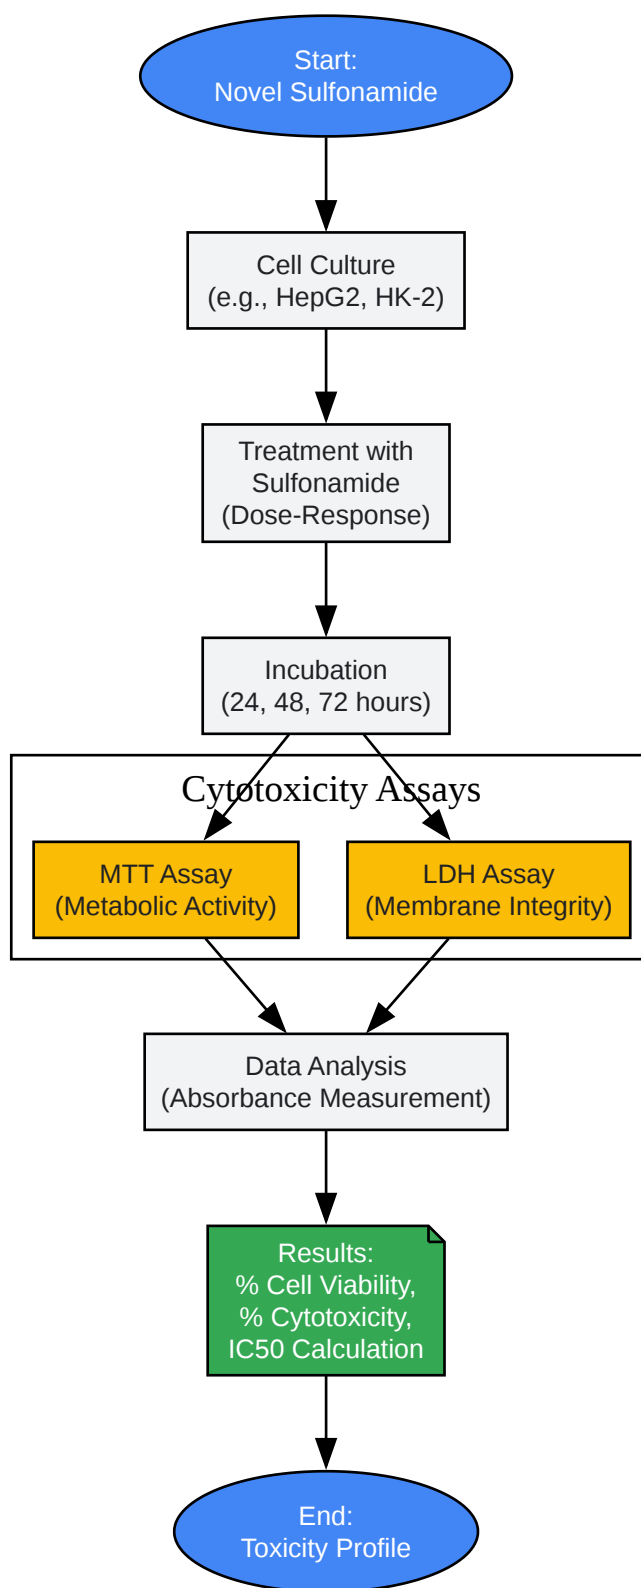 Start:
Novel Sulfonamide
Cell Culture
(e.g., HepG2, HK-2)
Treatment with
Sulfonamide
(Dose-Response)
Incubation
(24, 48, 72 hours)
Cytotoxicity Assays
MTT Assay
(Metabolic Activity)
LDH Assay
(Membrane Integrity)
Data Analysis
(Absorbance Measurement)
Results:
% Cell Viability,
% Cytotoxicity,
IC50 Calculation
End:
Toxicity Profile